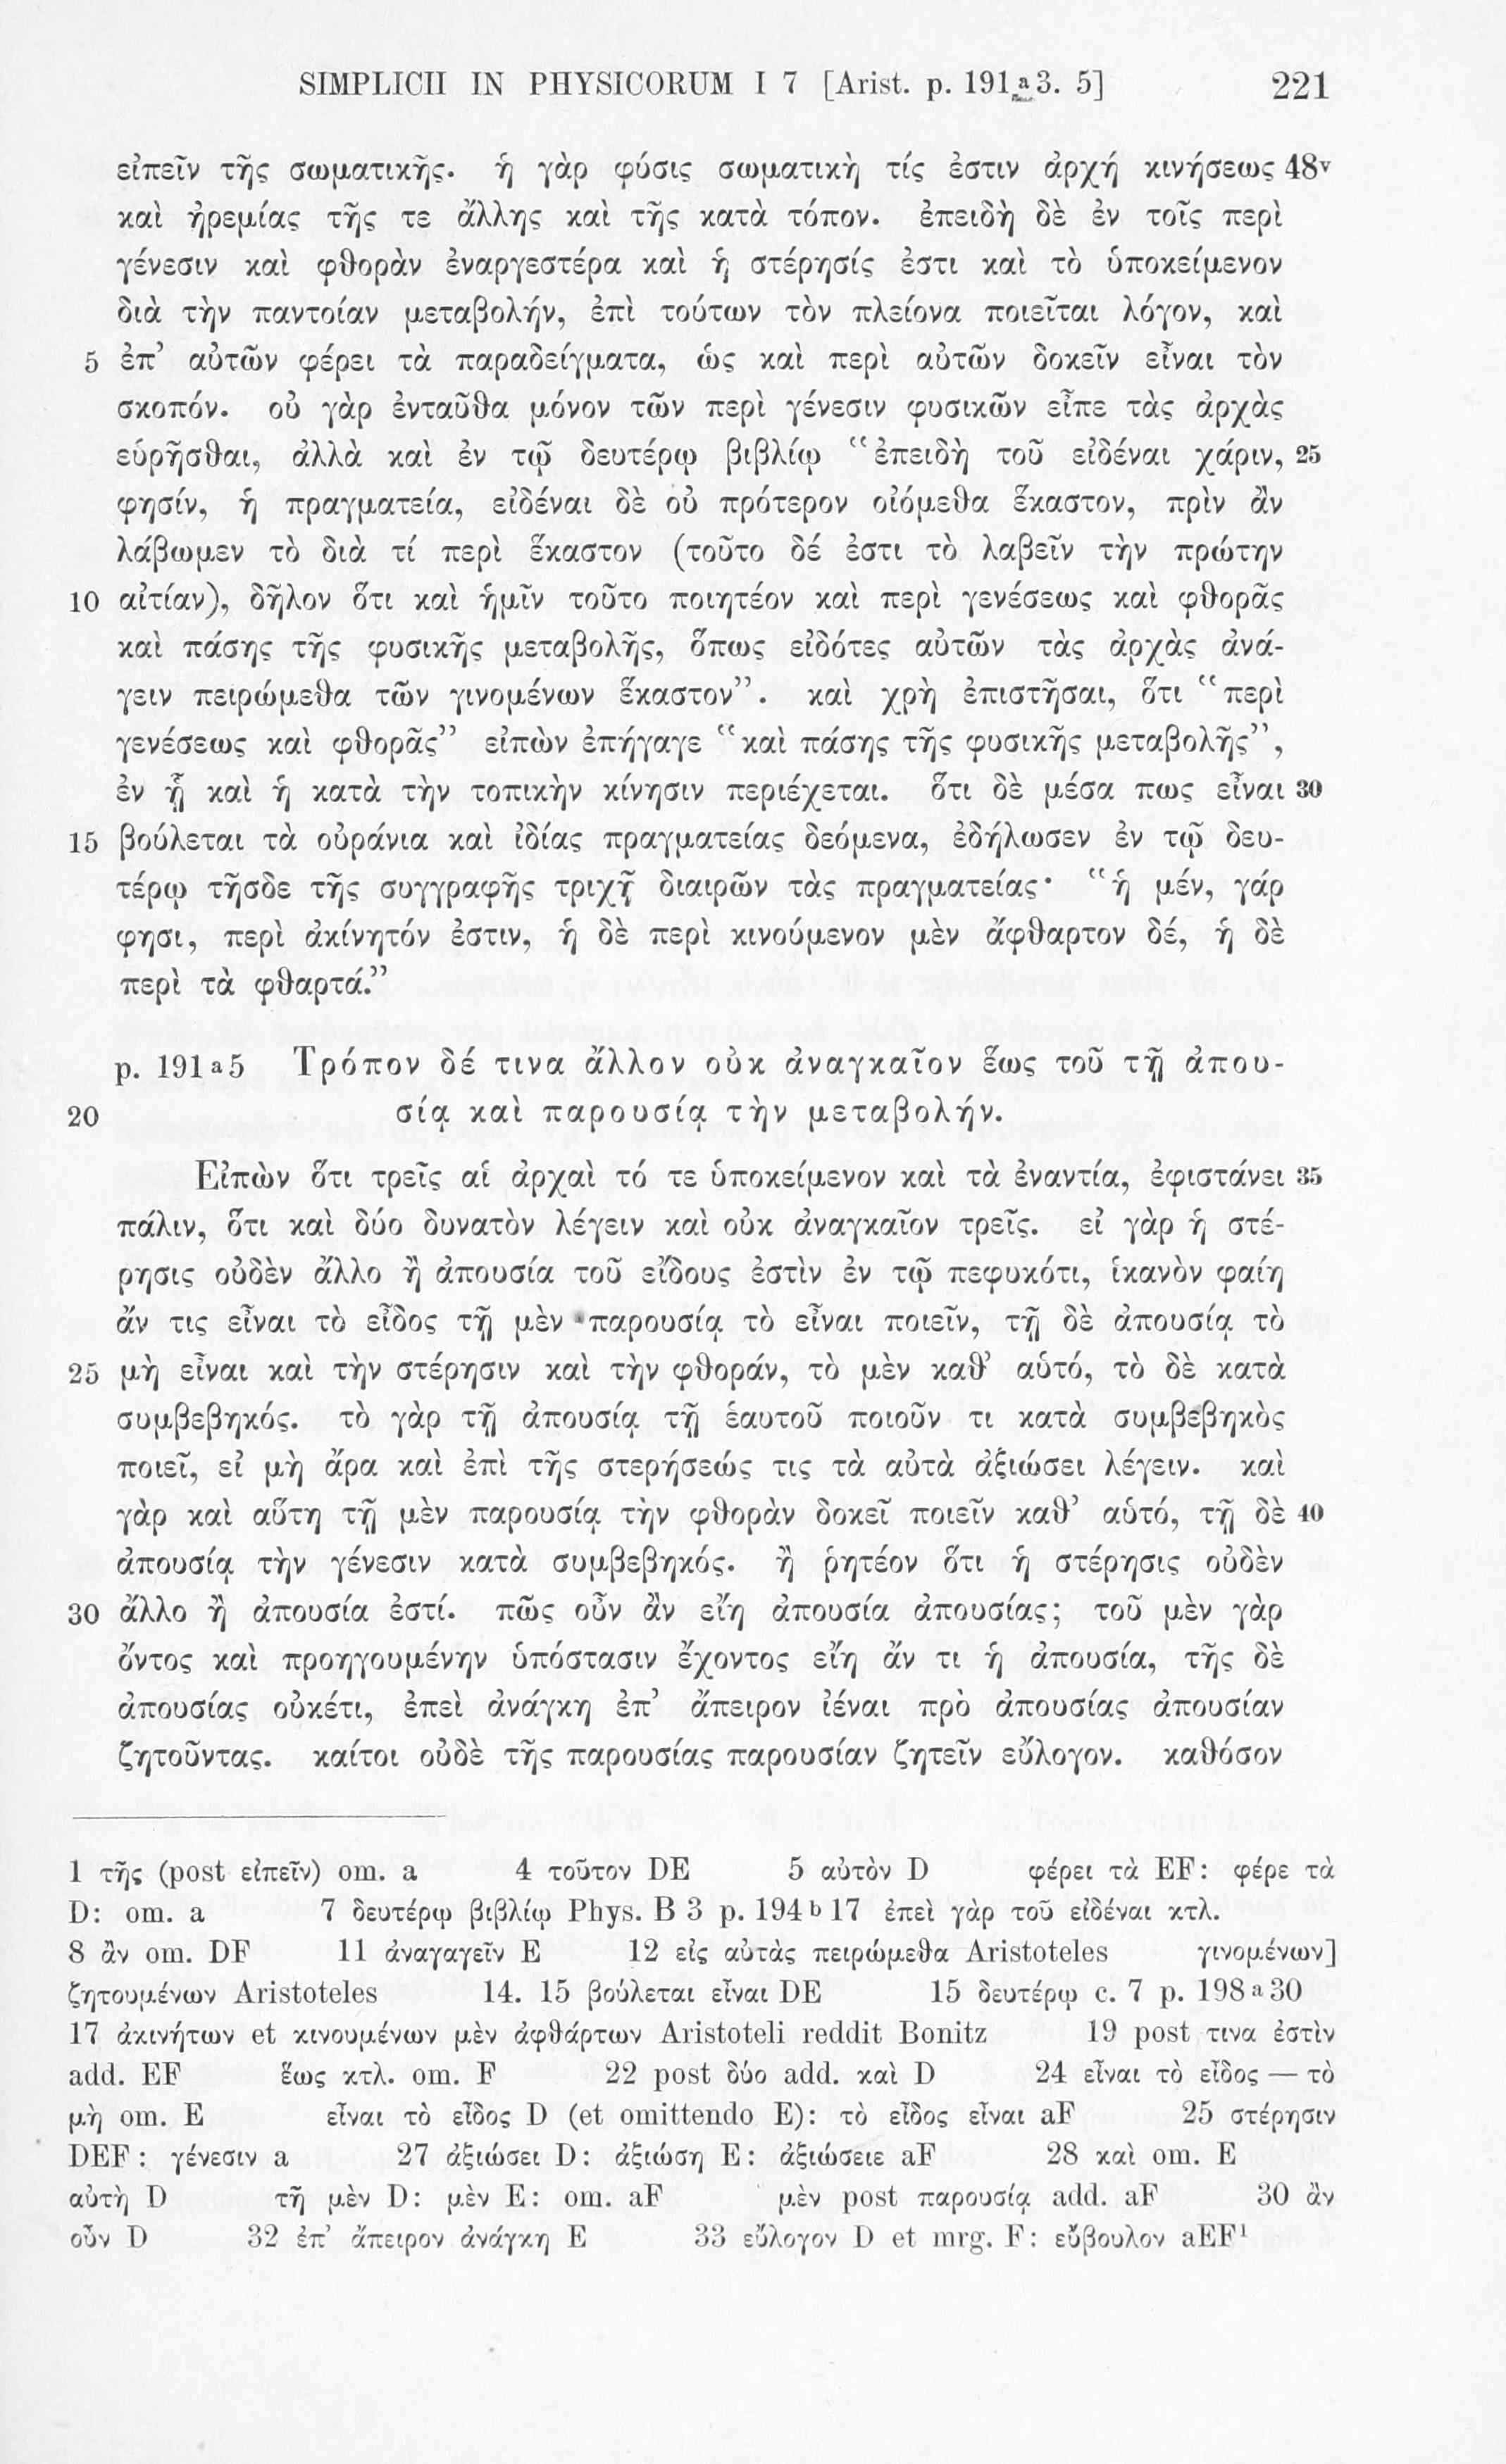 SIMPLICII IN PHYSICORUM I 7 [Arist. p. 191 a 3. 5] 221
εἰπεῖν τῆς σωματικῆς. ἡ γὰρ φύσις σωματικὴ τίς ἐστιν ἀρχή κινήσεως 48v
καὶ ἠρεμίας τῆς τε ἄλλης καὶ τῆς κατὰ τόπον. ἐπειδὴ δὲ ἐν τοῖς περὶ
γένεσιν καὶ φθορὰν ἐναργεστέρα καὶ ἡ στέρησίς ἐστι καὶ τὸ ὑποκείμενον
διὰ τὴν παντοίαν μεταβολήν, ἐπὶ τούτων τὸν πλείονα ποιεῖται λόγον, καὶ
5 ἐπ’ αὐτῶν φέρει τὰ παραδείγματα, ὡς καὶ περὶ αὐτῶν δοκεῖν εἶναι τὸν
σκοπόν. οὐ γὰρ ἐνταῦθα μόνον τῶν περὶ γένεσιν φυσικῶν εἶπε τὰς ἀρχὰς
εὑρῆσθαι, ἀλλὰ καὶ ἐν τῷ δευτέρῳ βιβλίῳ “ἐπειδὴ τοῦ εἰδέναι χάριν, 25
φησίν, ἡ πραγματεία, εἰδέναι δὲ οὐ πρότερον οἰόμεθα ἕκαστον, πρὶν ἂν
λάβωμεν τὸ διὰ τί περὶ ἕκαστον (τοῦτο δέ ἐστι τὸ λαβεῖν τὴν πρώτην
10 αἰτίαν), δῆλον ὅτι καὶ ἡμῖν τοῦτο ποιητέον καὶ περὶ γενέσεως καὶ φθορᾶς
καὶ πάσης τῆς φυσικῆς μεταβολῆς, ὅπως εἰδότες αὐτῶν τὰς ἀρχὰς ἀνά-
γειν πειρώμεθα τῶν γινομένων ἕκαστον”. καὶ χρὴ ἐπιστῆσαι, ὅτι “περὶ
γενέσεως καὶ φθορᾶς” εἰπὼν ἐπήγαγε “καὶ πάσης τῆς φυσικῆς μεταβολῆς”,
ἐν ᾗ καὶ ἡ κατὰ τὴν τοπικὴν κίνησιν περιέχεται. ὅτι δὲ μέσα πως εἶναι 30
15 βούλεται τὰ οὐράνια καὶ ἰδίας πραγματείας δεόμενα, ἐδήλωσεν ἐν τῷ δευ-
τέρῳ τῆσδε τῆς συγγραφῆς τριχῇ διαιρῶν τὰς πραγματείας· “ἡ μέν, γάρ
φησι, περὶ ἀκίνητόν ἐστιν, ἡ δὲ περὶ κινούμενον μὲν ἄφθαρτον δέ, ἡ δὲ
περὶ τὰ φθαρτά.”
p. 191 a 5 Τρόπον δέ τινα ἄλλον οὐκ ἀναγκαῖον ἕως τοῦ τῇ ἀπου-
20 σίᾳ καὶ παρουσίᾳ τὴν μεταβολήν.
Εἰπὼν ὅτι τρεῖς αἱ ἀρχαὶ τό τε ὑποκείμενον καὶ τὰ ἐναντία, ἐφιστάνει 35
πάλιν, ὅτι καὶ δύο δυνατὸν λέγειν καὶ οὐκ ἀναγκαῖον τρεῖς. εἰ γὰρ ἡ στέ-
ρησις οὐδὲν ἄλλο ἢ ἀπουσία τοῦ εἴδους ἐστὶν ἐν τῷ πεφυκότι, ἱκανὸν φαίη
ἄν τις εἶναι τὸ εἶδος τῇ μὲν παρουσίᾳ τὸ εἶναι ποιεῖν, τῇ δὲ ἀπουσίᾳ τὸ
25 μὴ εἶναι καὶ τὴν στέρησιν καὶ τὴν φθοράν, τὸ μὲν καθ’ αὑτό, τὸ δὲ κατὰ
συμβεβηκός. τὸ γὰρ τῇ ἀπουσίᾳ τῇ ἑαυτοῦ ποιοῦν τι κατὰ συμβεβηκὸς
ποιεῖ, εἰ μὴ ἄρα καὶ ἐπὶ τῆς στερήσεώς τις τὰ αὐτὰ ἀξιώσει λέγειν. καὶ
γὰρ καὶ αὕτη τῇ μὲν παρουσίᾳ τὴν φθορὰν δοκεῖ ποιεῖν καθ’ αὑτό, τῇ δὲ 40
ἀπουσίᾳ τὴν γένεσιν κατὰ συμβεβηκός. ἢ ῥητέον ὅτι ἡ στέρησις οὐδὲν
30 ἄλλο ἢ ἀπουσία ἐστί. πῶς οὖν ἂν εἴη ἀπουσία ἀπουσίας; τοῦ μὲν γὰρ
ὄντος καὶ προηγουμένην ὑπόστασιν ἔχοντος εἴη ἄν τι ἡ ἀπουσία, τῆς δὲ
ἀπουσίας οὐκέτι, ἐπεὶ ἀνάγκη ἐπ’ ἄπειρον ἰέναι πρὸ ἀπουσίας ἀπουσίαν
ζητοῦντας. καίτοι οὐδὲ τῆς παρουσίας παρουσίαν ζητεῖν εὔλογον. καθόσον
1 τῆς (post εἰπεῖν) om. a 4 τοῦτον DE 5 αὐτὸν D φέρει τὰ EF: φέρε τὰ
D: om. a 7 δευτέρῳ βιβλίῳ Phys. B 3 p. 194 b 17 ἐπεὶ γὰρ τοῦ εἰδέναι κτλ.
8 ἂν om. DF 11 ἀναγαγεῖν E 12 εἰς αὐτὰς πειρώμεθα Aristoteles γινομένων]
ζητουμένων Aristoteles 14. 15 βούλεται εἶναι DE 15 δευτέρῳ c. 7 p. 198 a 30
17 ἀκινήτων et κινουμένων μὲν ἀφθάρτων Aristoteli reddit Bonitz 19 post τινα ἐστὶν
add. EF ἕως κτλ. om. F 22 post δύο add. καὶ D 24 εἶναι τὸ εἶδος — τὸ
μὴ om. E εἶναι τὸ εἶδος D (et omittendo E): τὸ εἶδος εἶναι aF 25 στέρησιν
DEF: γένεσιν a 27 ἀξιώσει D: ἀξιώση E: ἀξιώσειε aF 28 καὶ om. E
αὐτὴ D τῇ μὲν D: μὲν E: om. aF μὲν post παρουσίᾳ add. aF 30 ἂν
οὖν D 32 ἐπ’ ἄπειρον ἀνάγκη E 33 εὔλογον D et mrg. F: εὔβουλον aEF¹